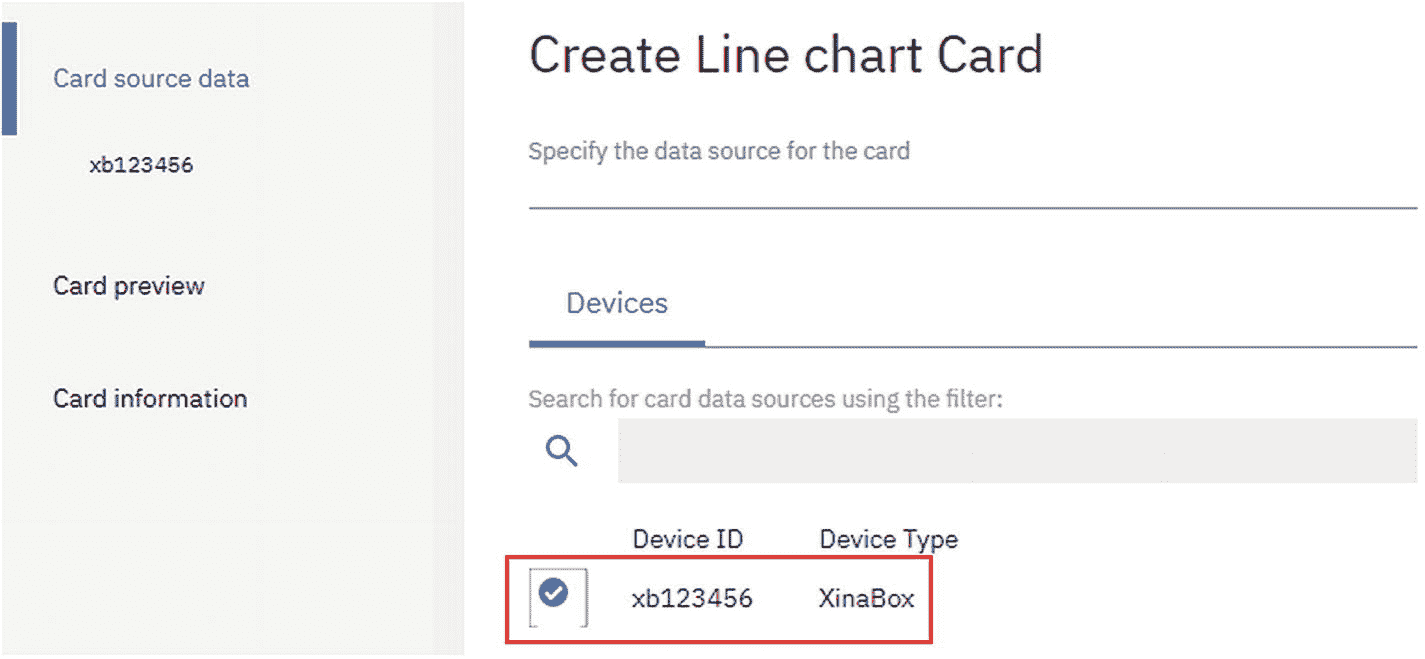 Card source data
xb123456
Card preview
Card information
Create Line chart Card
Specify the data source for the card
Devices
Search for card data sources using the filter:
Device ID Device Type
xb123456 XinaBox